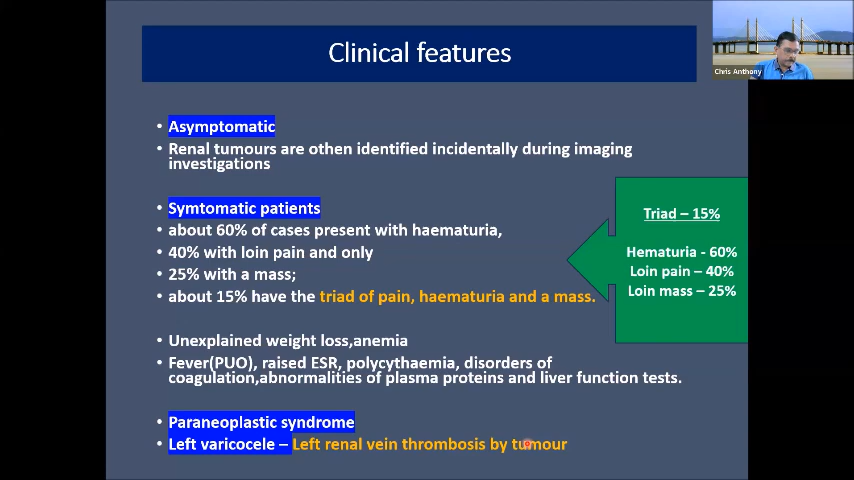 Clinical features
Chris Anthony
• Asymptomatic
• Renal tumours are othen identified incidentally during imaging
investigations
• Symtomatic patients
• about 60% of cases present with haematuria,
• 40% with loin pain and only
• 25% with a mass;
• about 15% have the triad of pain, haematuria and a mass.
Triad – 15%
Hematuria - 60%
Loin pain – 40%
Loin mass – 25%
• Unexplained weight loss,anemia
• Fever(PUO), raised ESR, polycythaemia, disorders of
coagulation,abnormalities of plasma proteins and liver function tests.
• Paraneoplastic syndrome
• Left varicocele – Left renal vein thrombosis by tumour